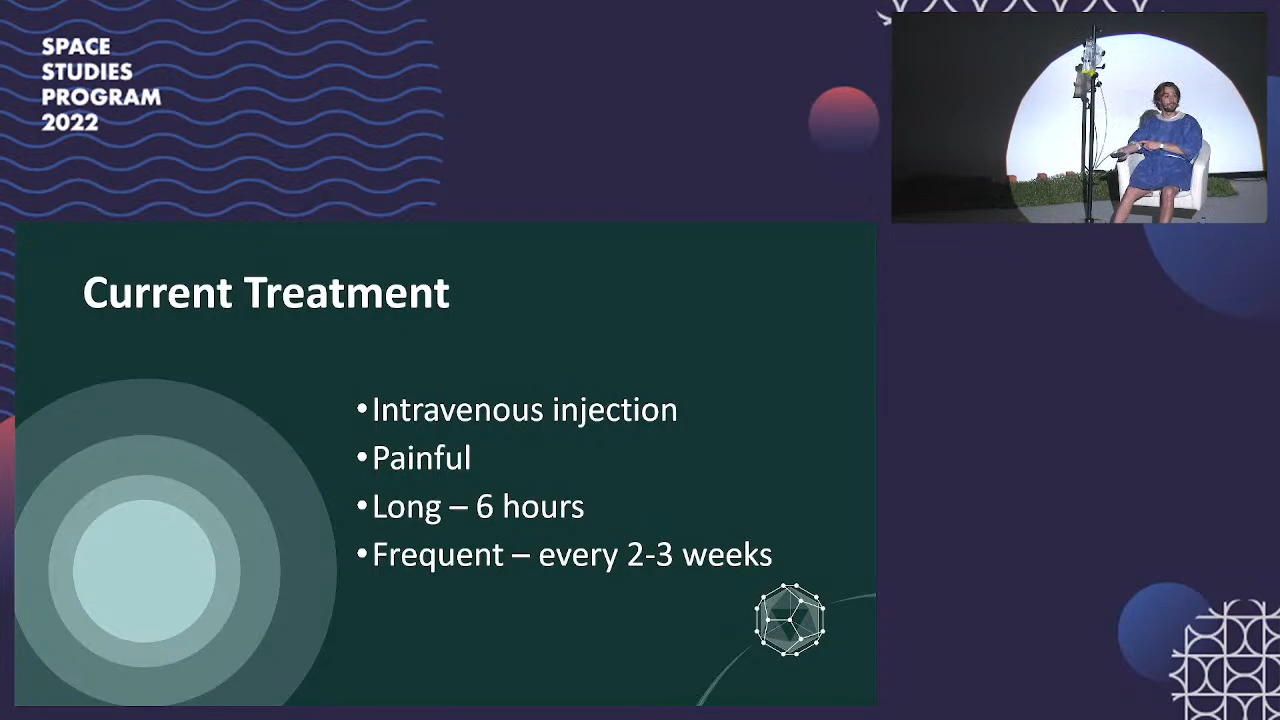 SPACE
STUDIES
PROGRAM
2022
Current Treatment
•Intravenous injection
•Painful
•Long – 6 hours
•Frequent – every 2-3 weeks